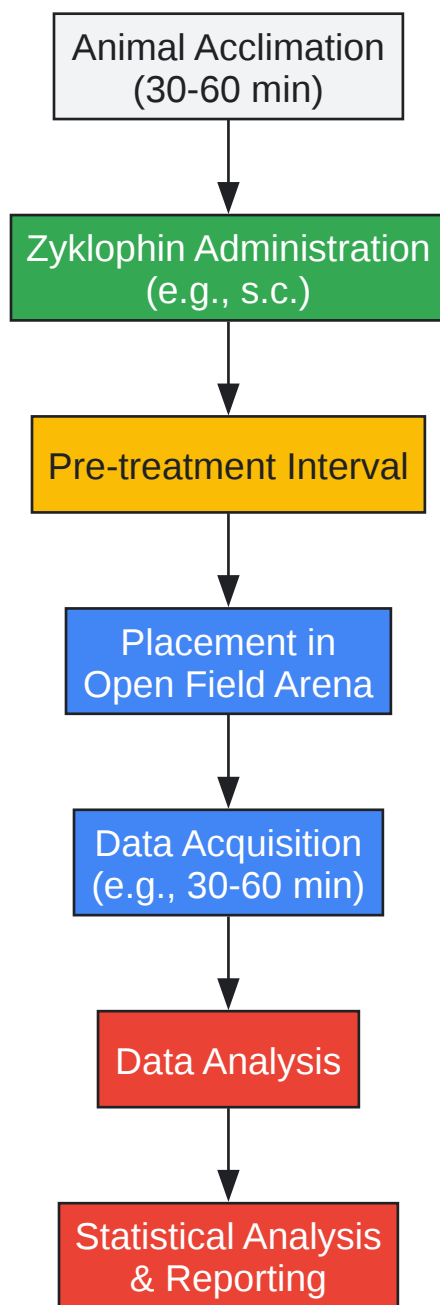 Animal Acclimation
(30-60 min)
Zyklophin Administration
(e.g., s.c.)
Pre-treatment Interval
Placement in
Open Field Arena
Data Acquisition
(e.g., 30-60 min)
Data Analysis
Statistical Analysis
& Reporting